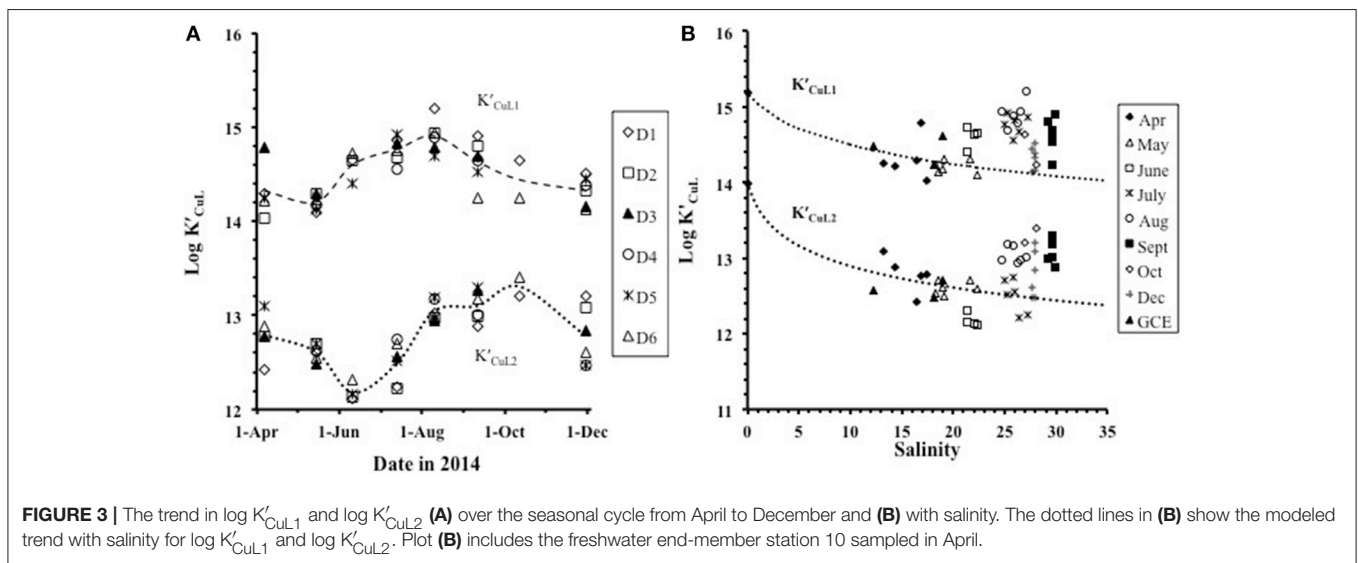 A
B
16
15
14
13
12
Log K′CuL
K′CuL1
K′CuL2
1-Apr 1-Jun 1-Aug 1-Oct 1-Dec
Date in 2014
D1
D2
D3
D4
D5
D6
16
15
14
13
12
11
Log K′CuL
K′CuL1
K′CuL2
0 5 10 15 20 25 30 35
Salinity
Apr
May
June
July
Aug
Sept
Oct
Dec
GCE
FIGURE 3 | The trend in log K′CuL1 and log K′CuL2 (A) over the seasonal cycle from April to December and (B) with salinity. The dotted lines in (B) show the modeled
trend with salinity for log K′CuL1 and log K′CuL2. Plot (B) includes the freshwater end-member station 10 sampled in April.